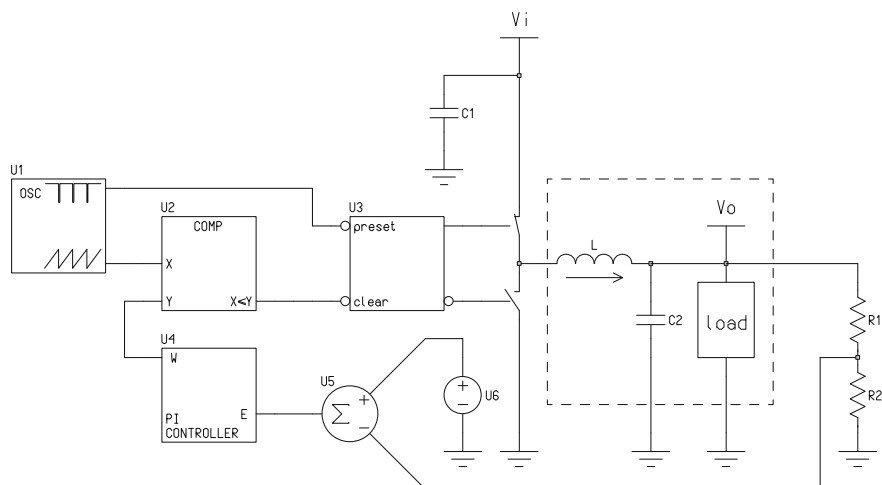 Vi
C1
U1
OSC
U2
COMP
X
Y
X<Y
U3
preset
clear
L
Vo
C2
load
R1
R2
U4
W
PI
CONTROLLER
E
U5
Σ
+
−
+
−
U6